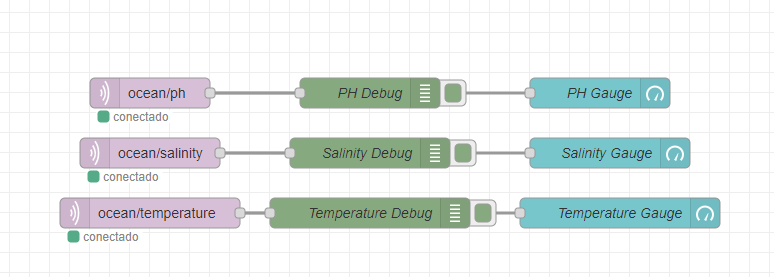 ocean/ph PH Debug PH Gauge
conectado
ocean/salinity Salinity Debug Salinity Gauge
conectado
ocean/temperature Temperature Debug Temperature Gauge
conectado